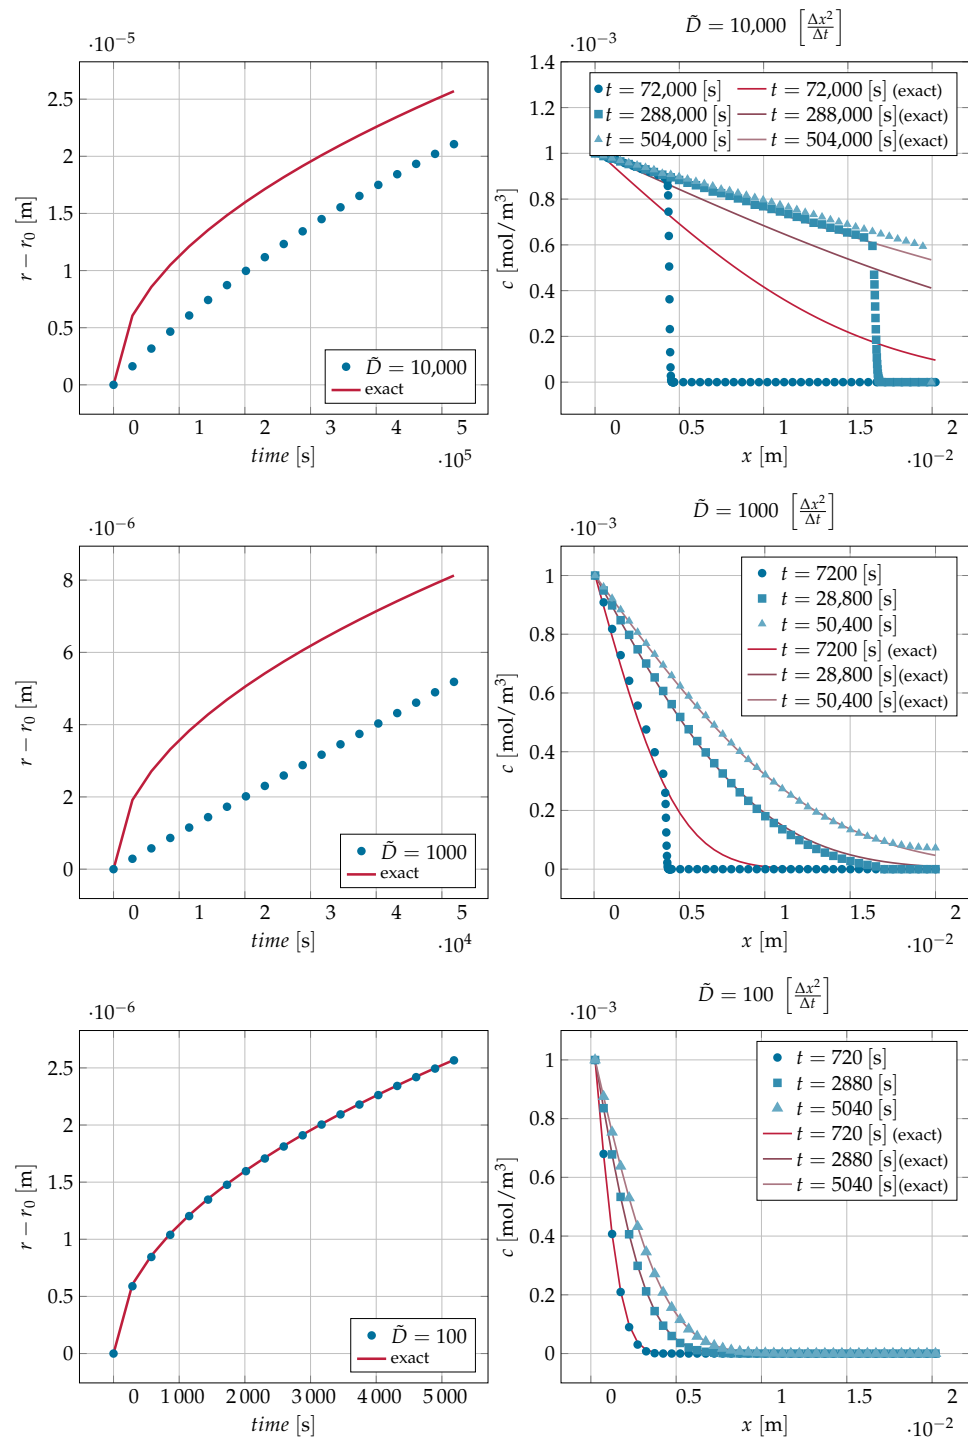 ·10⁻⁵
2.5
2
1.5
1
0.5
0
r − r₀ [m]
D̃ = 10,000
exact
0 1 2 3 4 5
time [s]
·10⁵
D̃ = 10,000 [Δx²/Δt]
·10⁻³
1.4
1.2
1
0.8
0.6
0.4
0.2
0
c [mol/m³]
t = 72,000 [s] t = 72,000 [s] (exact)
t = 288,000 [s] t = 288,000 [s](exact)
t = 504,000 [s] t = 504,000 [s](exact)
0 0.5 1 1.5 2
x [m]
·10⁻²
·10⁻⁶
8
6
4
2
0
r − r₀ [m]
D̃ = 1000
exact
0 1 2 3 4 5
time [s]
·10⁴
D̃ = 1000 [Δx²/Δt]
·10⁻³
1
0.8
0.6
0.4
0.2
0
c [mol/m³]
t = 7200 [s]
t = 28,800 [s]
t = 50,400 [s]
t = 7200 [s] (exact)
t = 28,800 [s](exact)
t = 50,400 [s](exact)
0 0.5 1 1.5 2
x [m]
·10⁻²
·10⁻⁶
2.5
2
1.5
1
0.5
0
r − r₀ [m]
D̃ = 100
exact
0 1 000 2 000 3 000 4 000 5 000
time [s]
D̃ = 100 [Δx²/Δt]
·10⁻³
1
0.8
0.6
0.4
0.2
0
c [mol/m³]
t = 720 [s]
t = 2880 [s]
t = 5040 [s]
t = 720 [s] (exact)
t = 2880 [s](exact)
t = 5040 [s](exact)
0 0.5 1 1.5 2
x [m]
·10⁻²